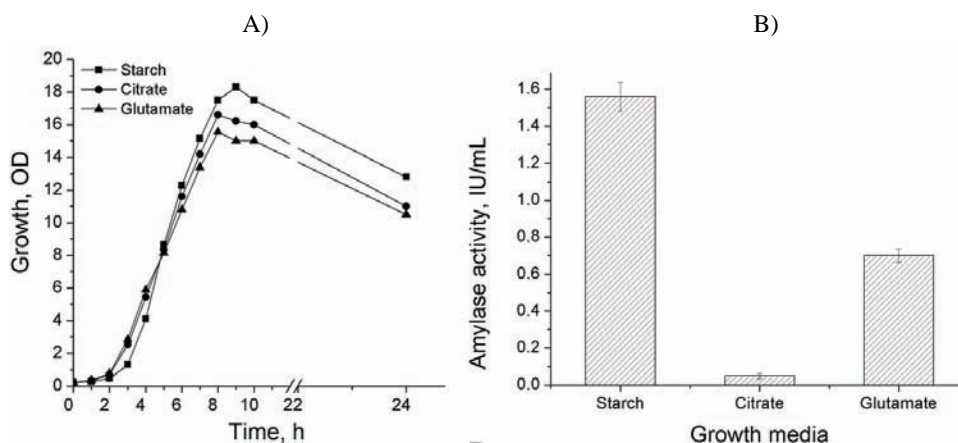 A)
B)
20
18
16
14
12
10
8
6
4
2
0
Growth, OD
Starch
Citrate
Glutamate
0 2 4 6 8 10 22 24
Time, h
1.6
1.4
1.2
1.0
0.8
0.6
0.4
0.2
0.0
Amylase activity, IU/mL
Starch Citrate Glutamate
Growth media